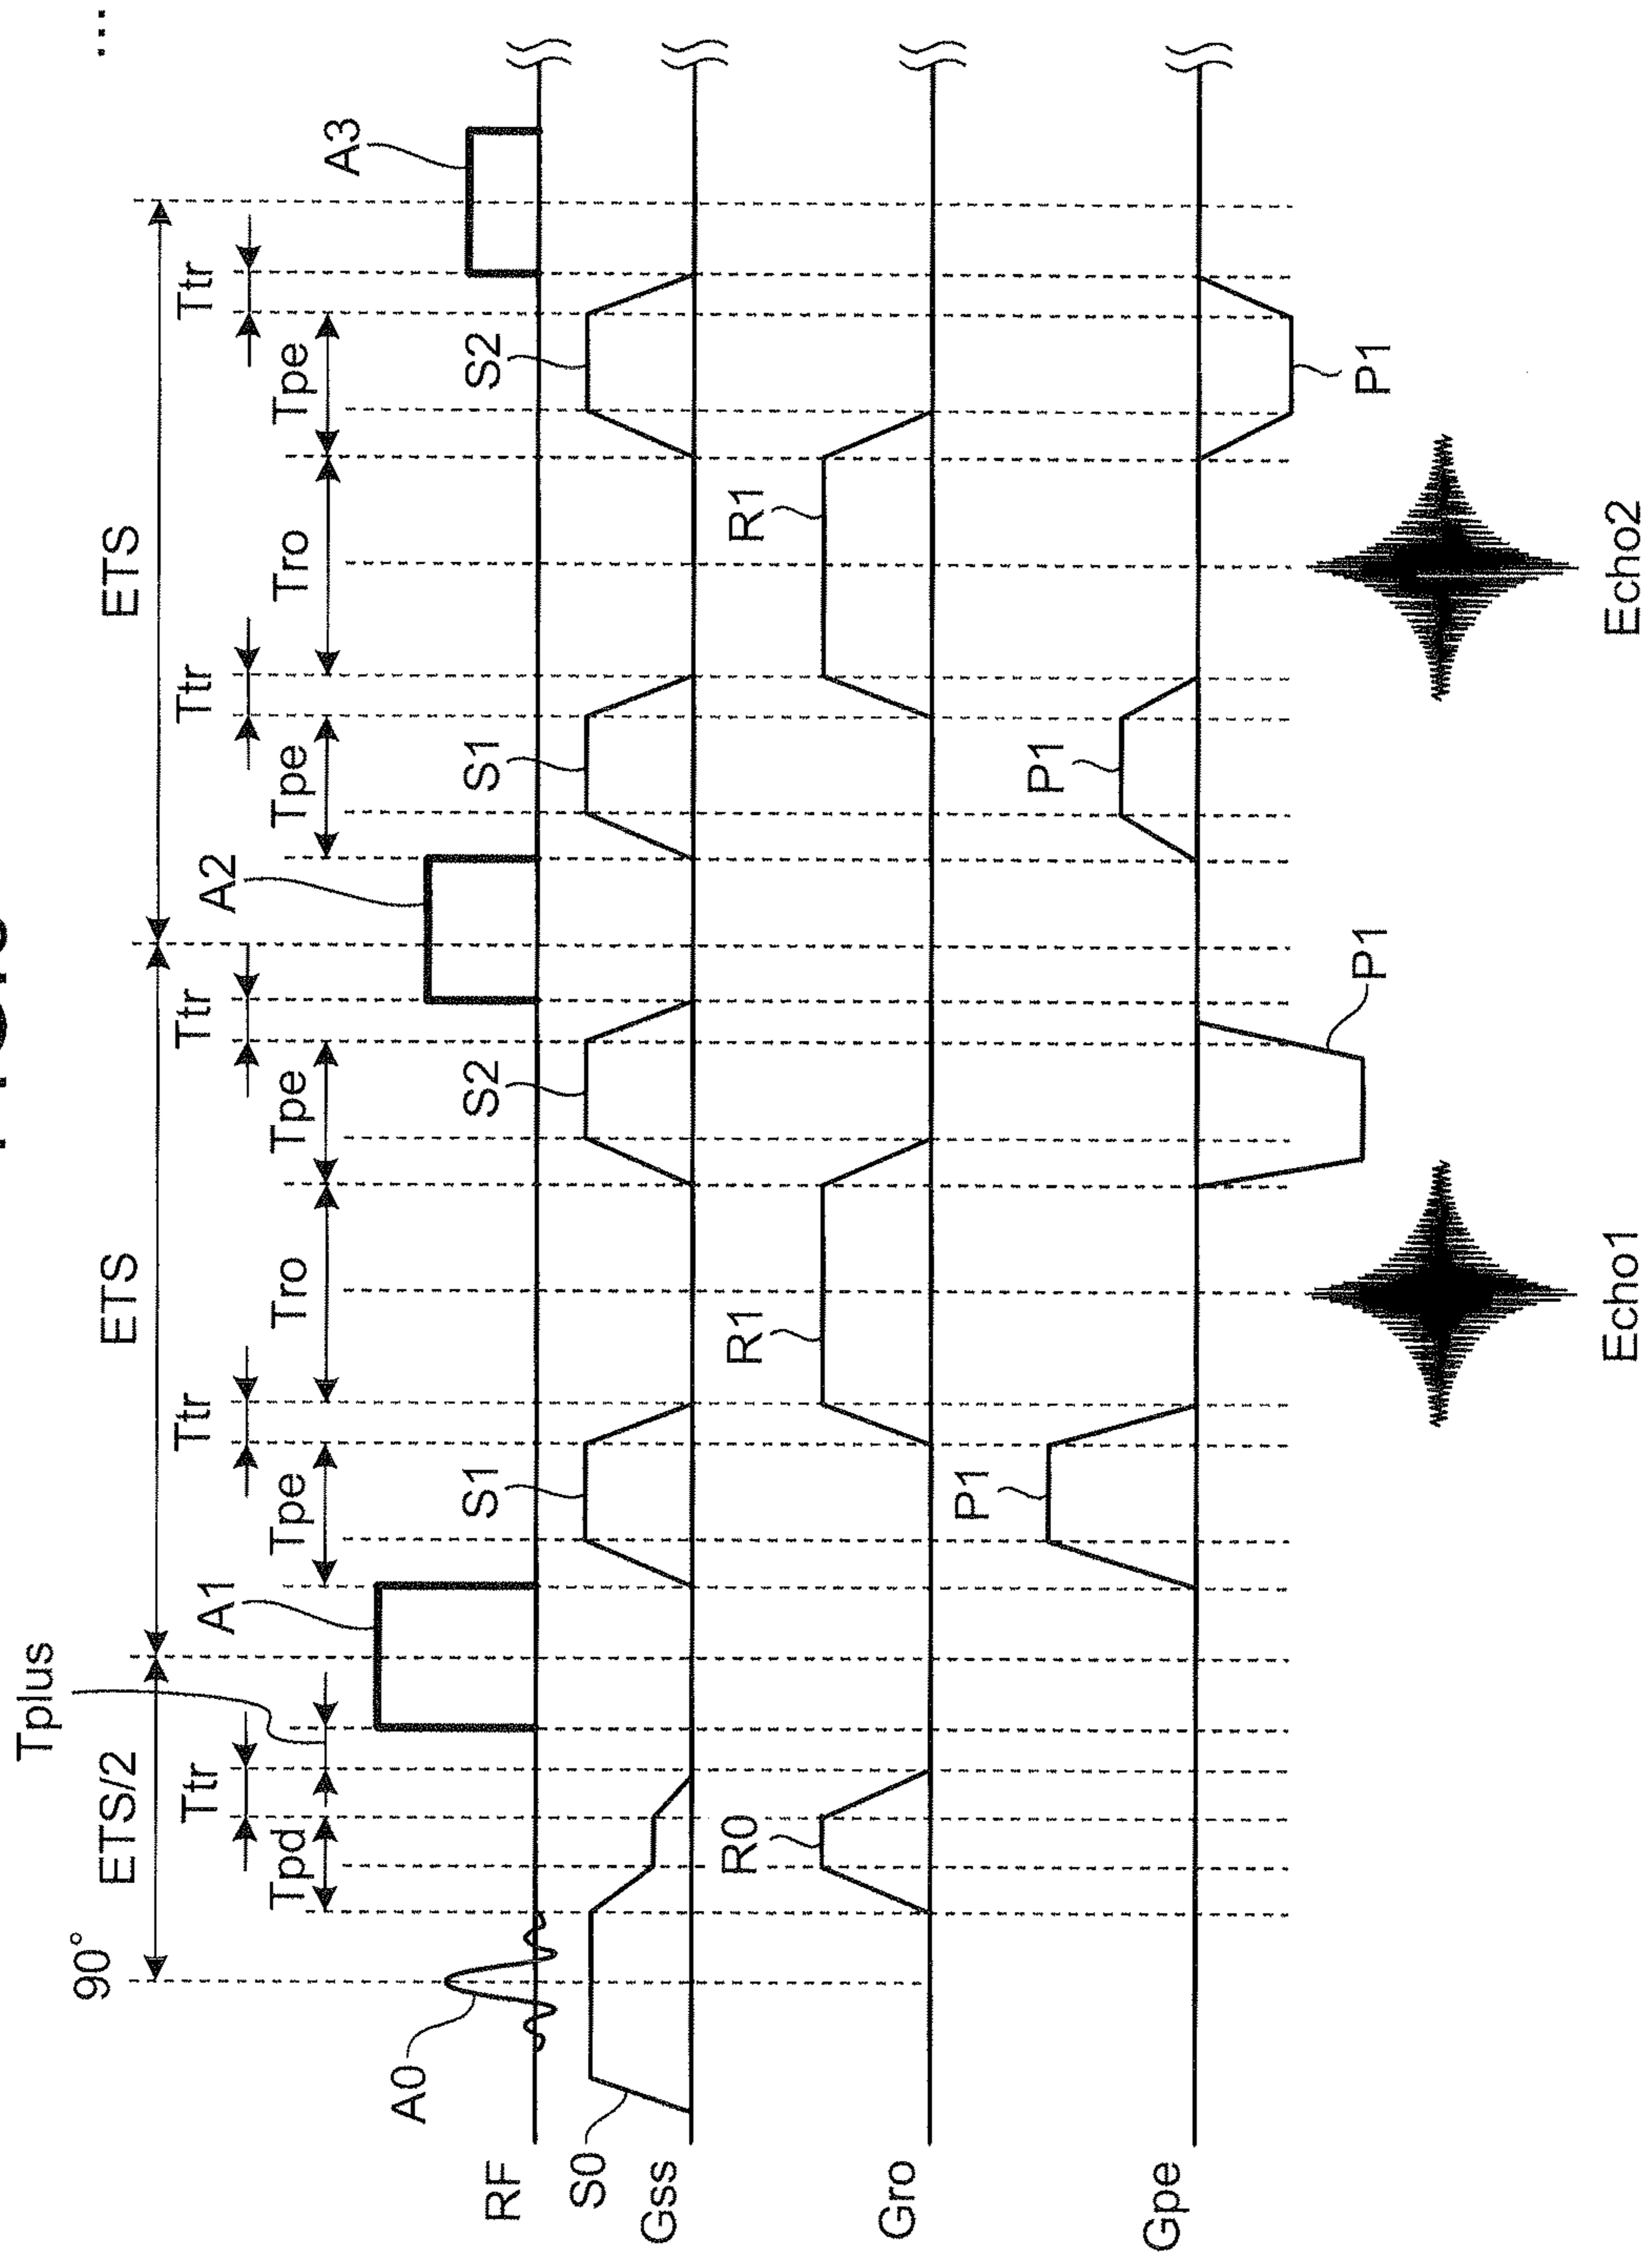 ...
ETS/2
ETS
ETS
90°
Tplus
Ttr
Ttr
Ttr
Ttr
Ttr
Tpd
Tpe
Tro
Tpe
Tpe
Tro
Tpe
A0
A1
A2
A3
RF
S0
S1
S2
S1
S2
Gss
R0
R1
R1
Gro
P1
P1
P1
P1
Gpe
Echo1
Echo2